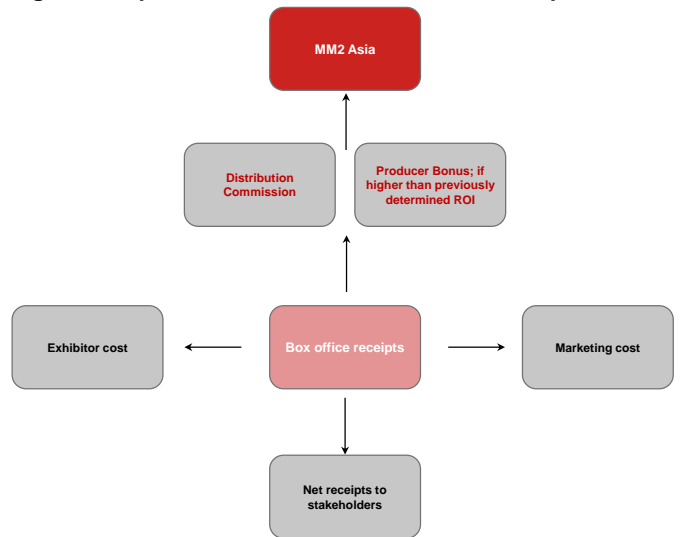 MM2 Asia
Distribution
Commission
Producer Bonus; if
higher than previously
determined ROI
Exhibitor cost
Box office receipts
Marketing cost
Net receipts to
stakeholders